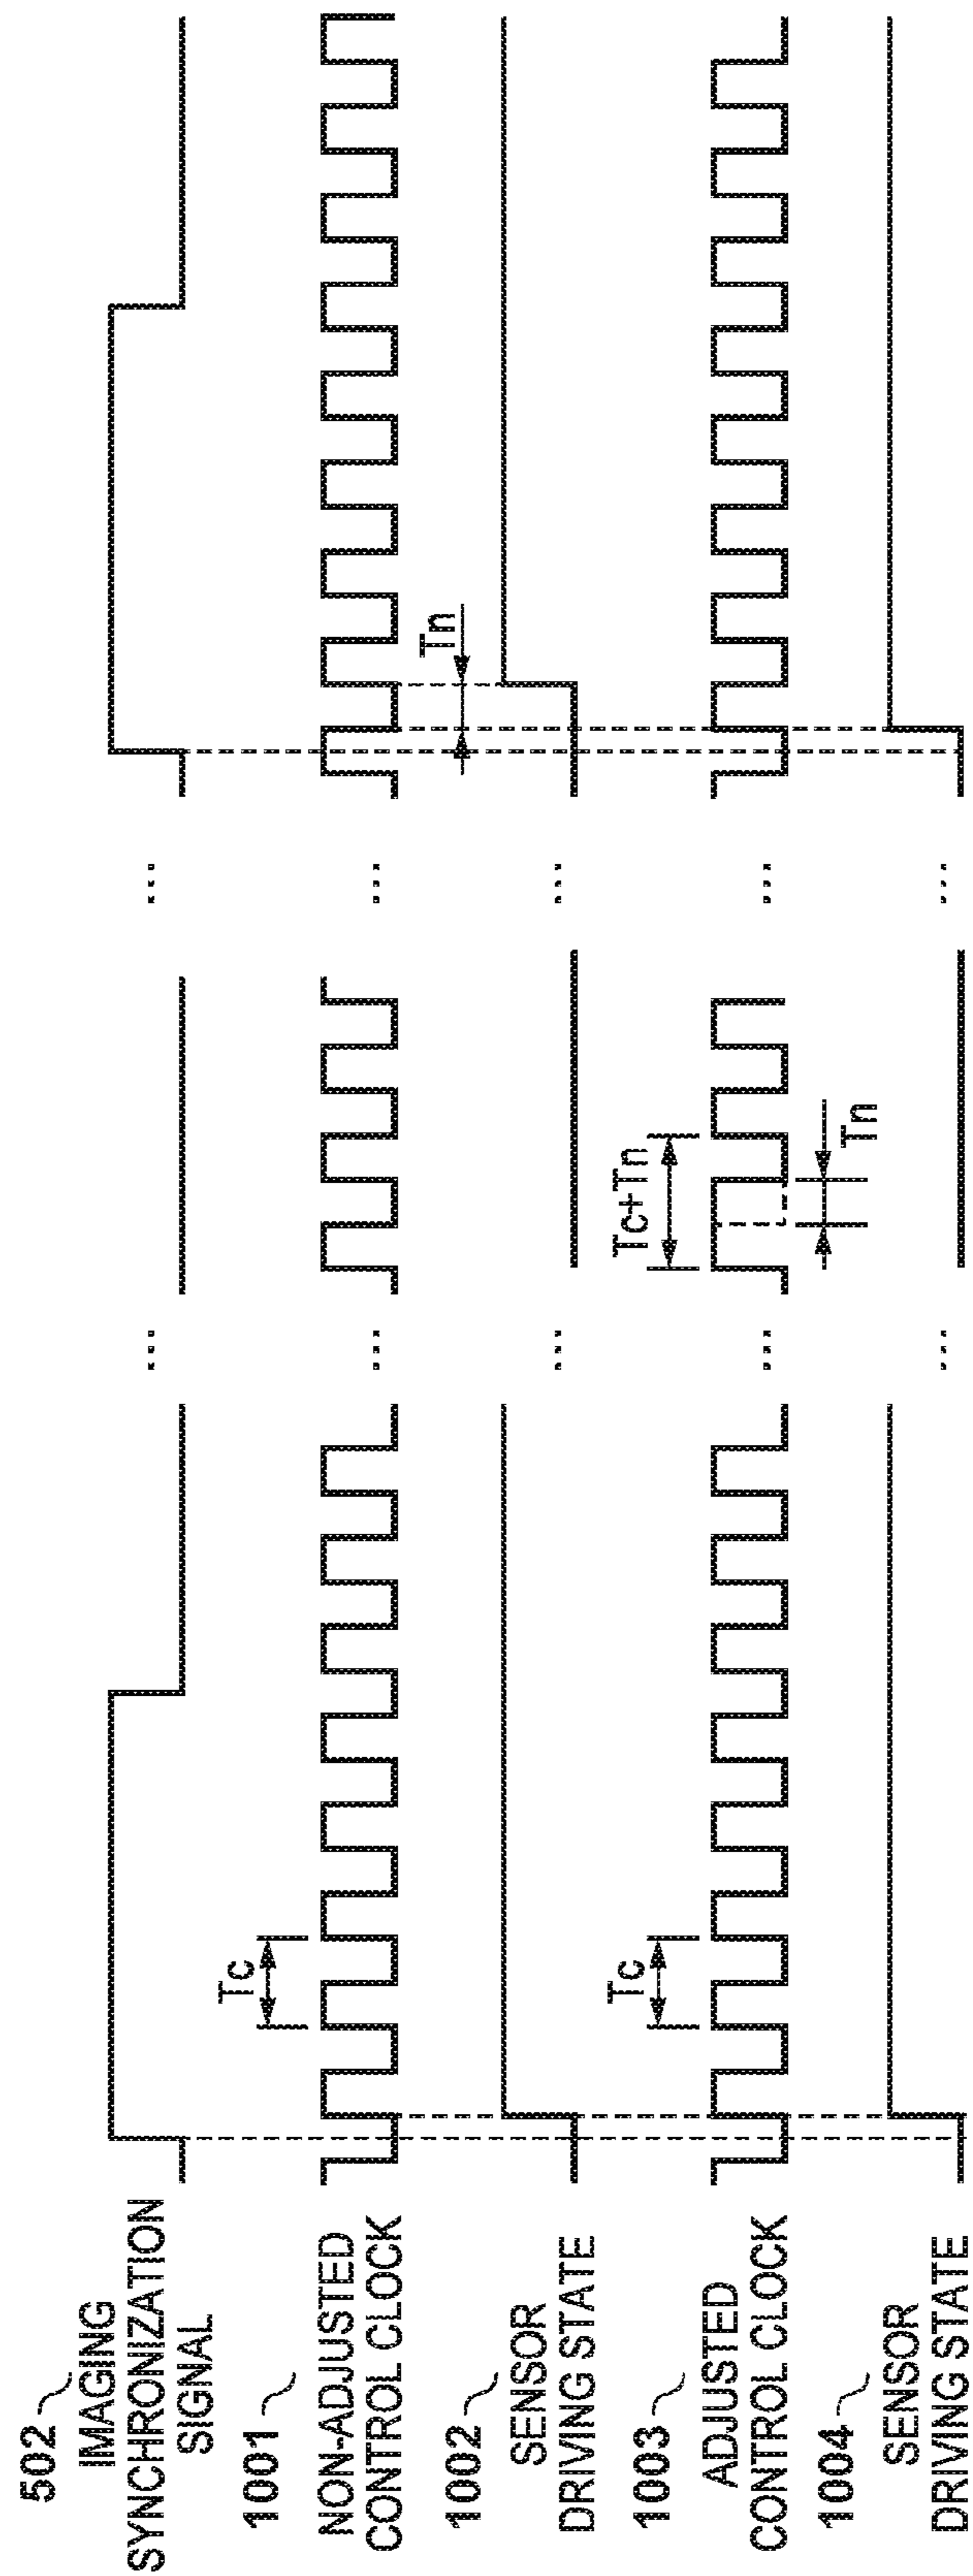 502
IMAGING
SYNCHRONIZATION
SIGNAL
1001
NON-ADJUSTED
CONTROL CLOCK
Tc
Tn
1002
SENSOR
DRIVING STATE
1003
ADJUSTED
CONTROL CLOCK
Tc
Tc+Tn
Tn
1004
SENSOR
DRIVING STATE